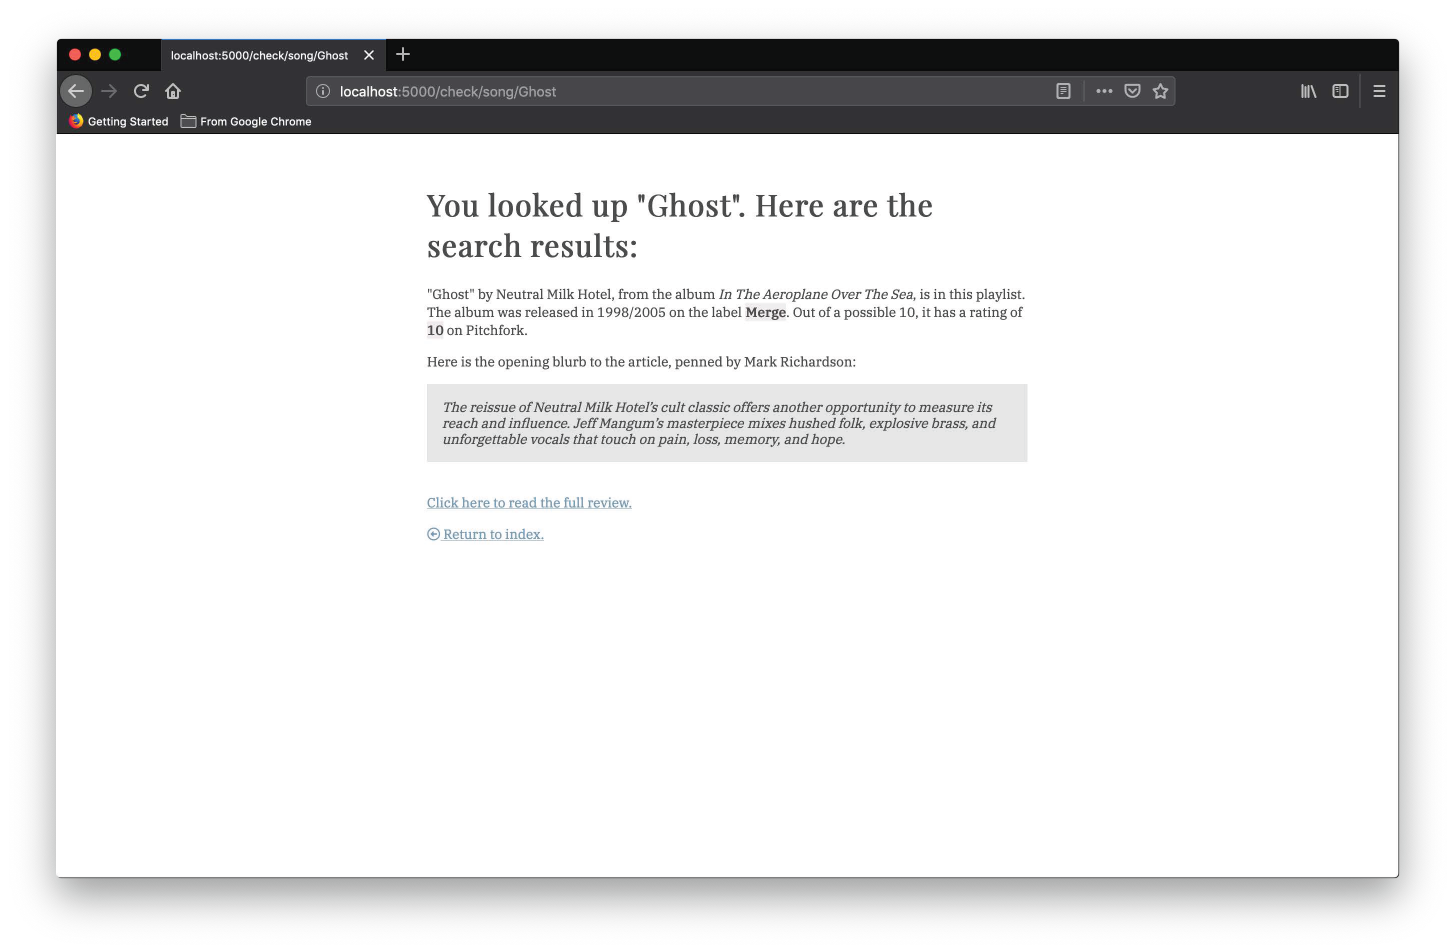 localhost:5000/check/song/Ghost
localhost:5000/check/song/Ghost
Getting Started From Google Chrome
You looked up "Ghost". Here are the
search results:
"Ghost" by Neutral Milk Hotel, from the album In The Aeroplane Over The Sea, is in this playlist.
The album was released in 1998/2005 on the label Merge. Out of a possible 10, it has a rating of
10 on Pitchfork.
Here is the opening blurb to the article, penned by Mark Richardson:
The reissue of Neutral Milk Hotel’s cult classic offers another opportunity to measure its
reach and influence. Jeff Mangum’s masterpiece mixes hushed folk, explosive brass, and
unforgettable vocals that touch on pain, loss, memory, and hope.
Click here to read the full review.
Return to index.